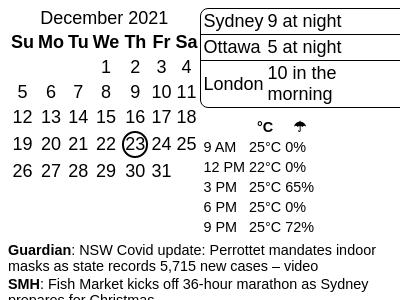 December 2021
Su Mo Tu We Th Fr Sa
1 2 3 4
5 6 7 8 9 10 11
12 13 14 15 16 17 18
19 20 21 22 23 24 25
26 27 28 29 30 31
Sydney 9 at night
Ottawa 5 at night
London 10 in the
morning
°C ☂
9 AM 25°C 0%
12 PM 22°C 0%
3 PM 25°C 65%
6 PM 25°C 0%
9 PM 25°C 72%
Guardian: NSW Covid update: Perrottet mandates indoor
masks as state records 5,715 new cases – video
SMH: Fish Market kicks off 36-hour marathon as Sydney
prepares for Christmas